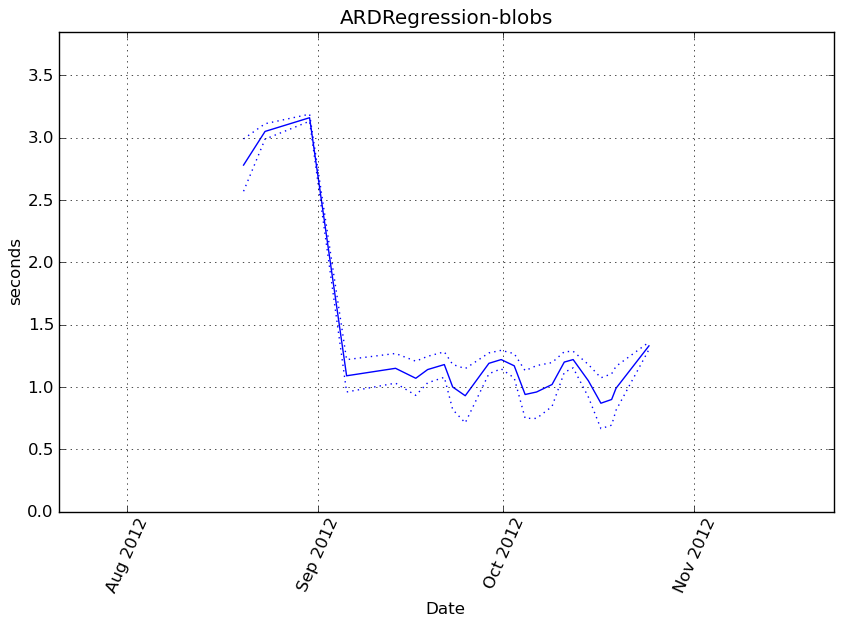 ARDRegression-blobs
seconds
3.5
3.0
2.5
2.0
1.5
1.0
0.5
0.0
Aug 2012
Sep 2012
Oct 2012
Nov 2012
Date